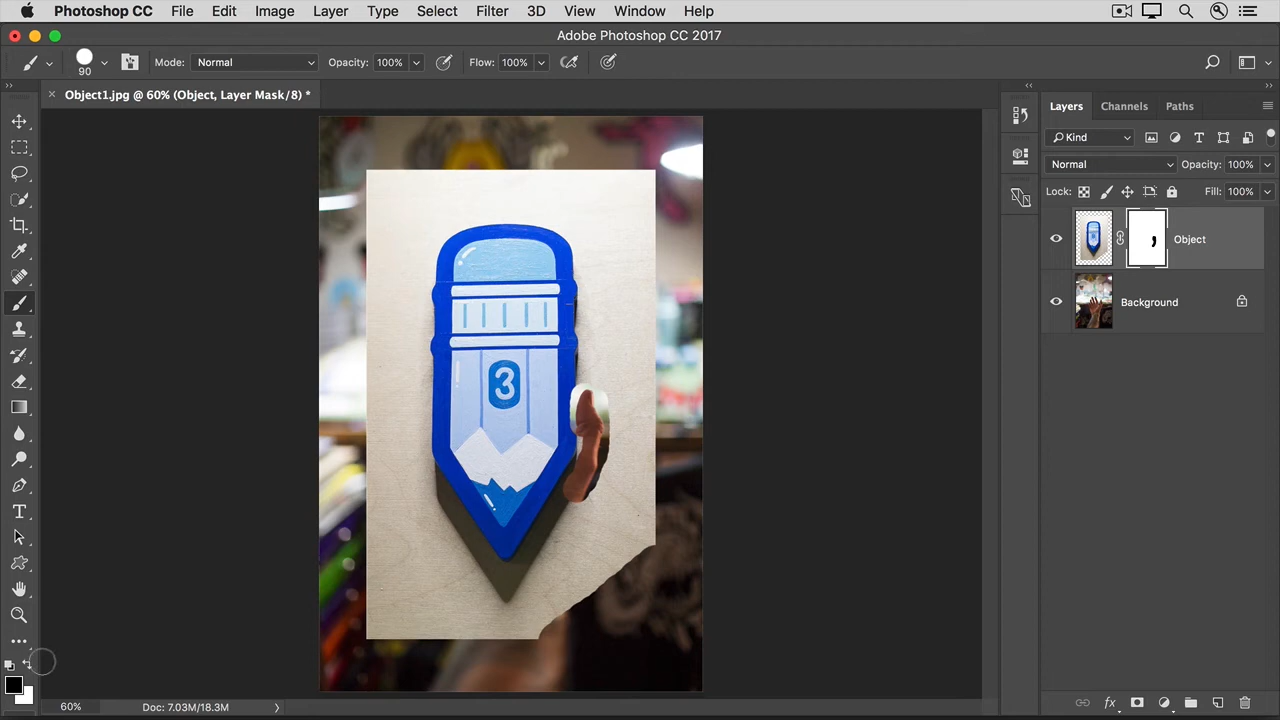 Photoshop CC File Edit Image Layer Type Select Filter 3D View Window Help
Adobe Photoshop CC 2017
90 Mode: Normal Opacity: 100% Flow: 100%
× Object1.jpg @ 60% (Object, Layer Mask/8) *
Layers Channels Paths
Kind
Normal Opacity: 100%
Lock: Fill: 100%
Object
Background
3
60% Doc: 7.03M/18.3M